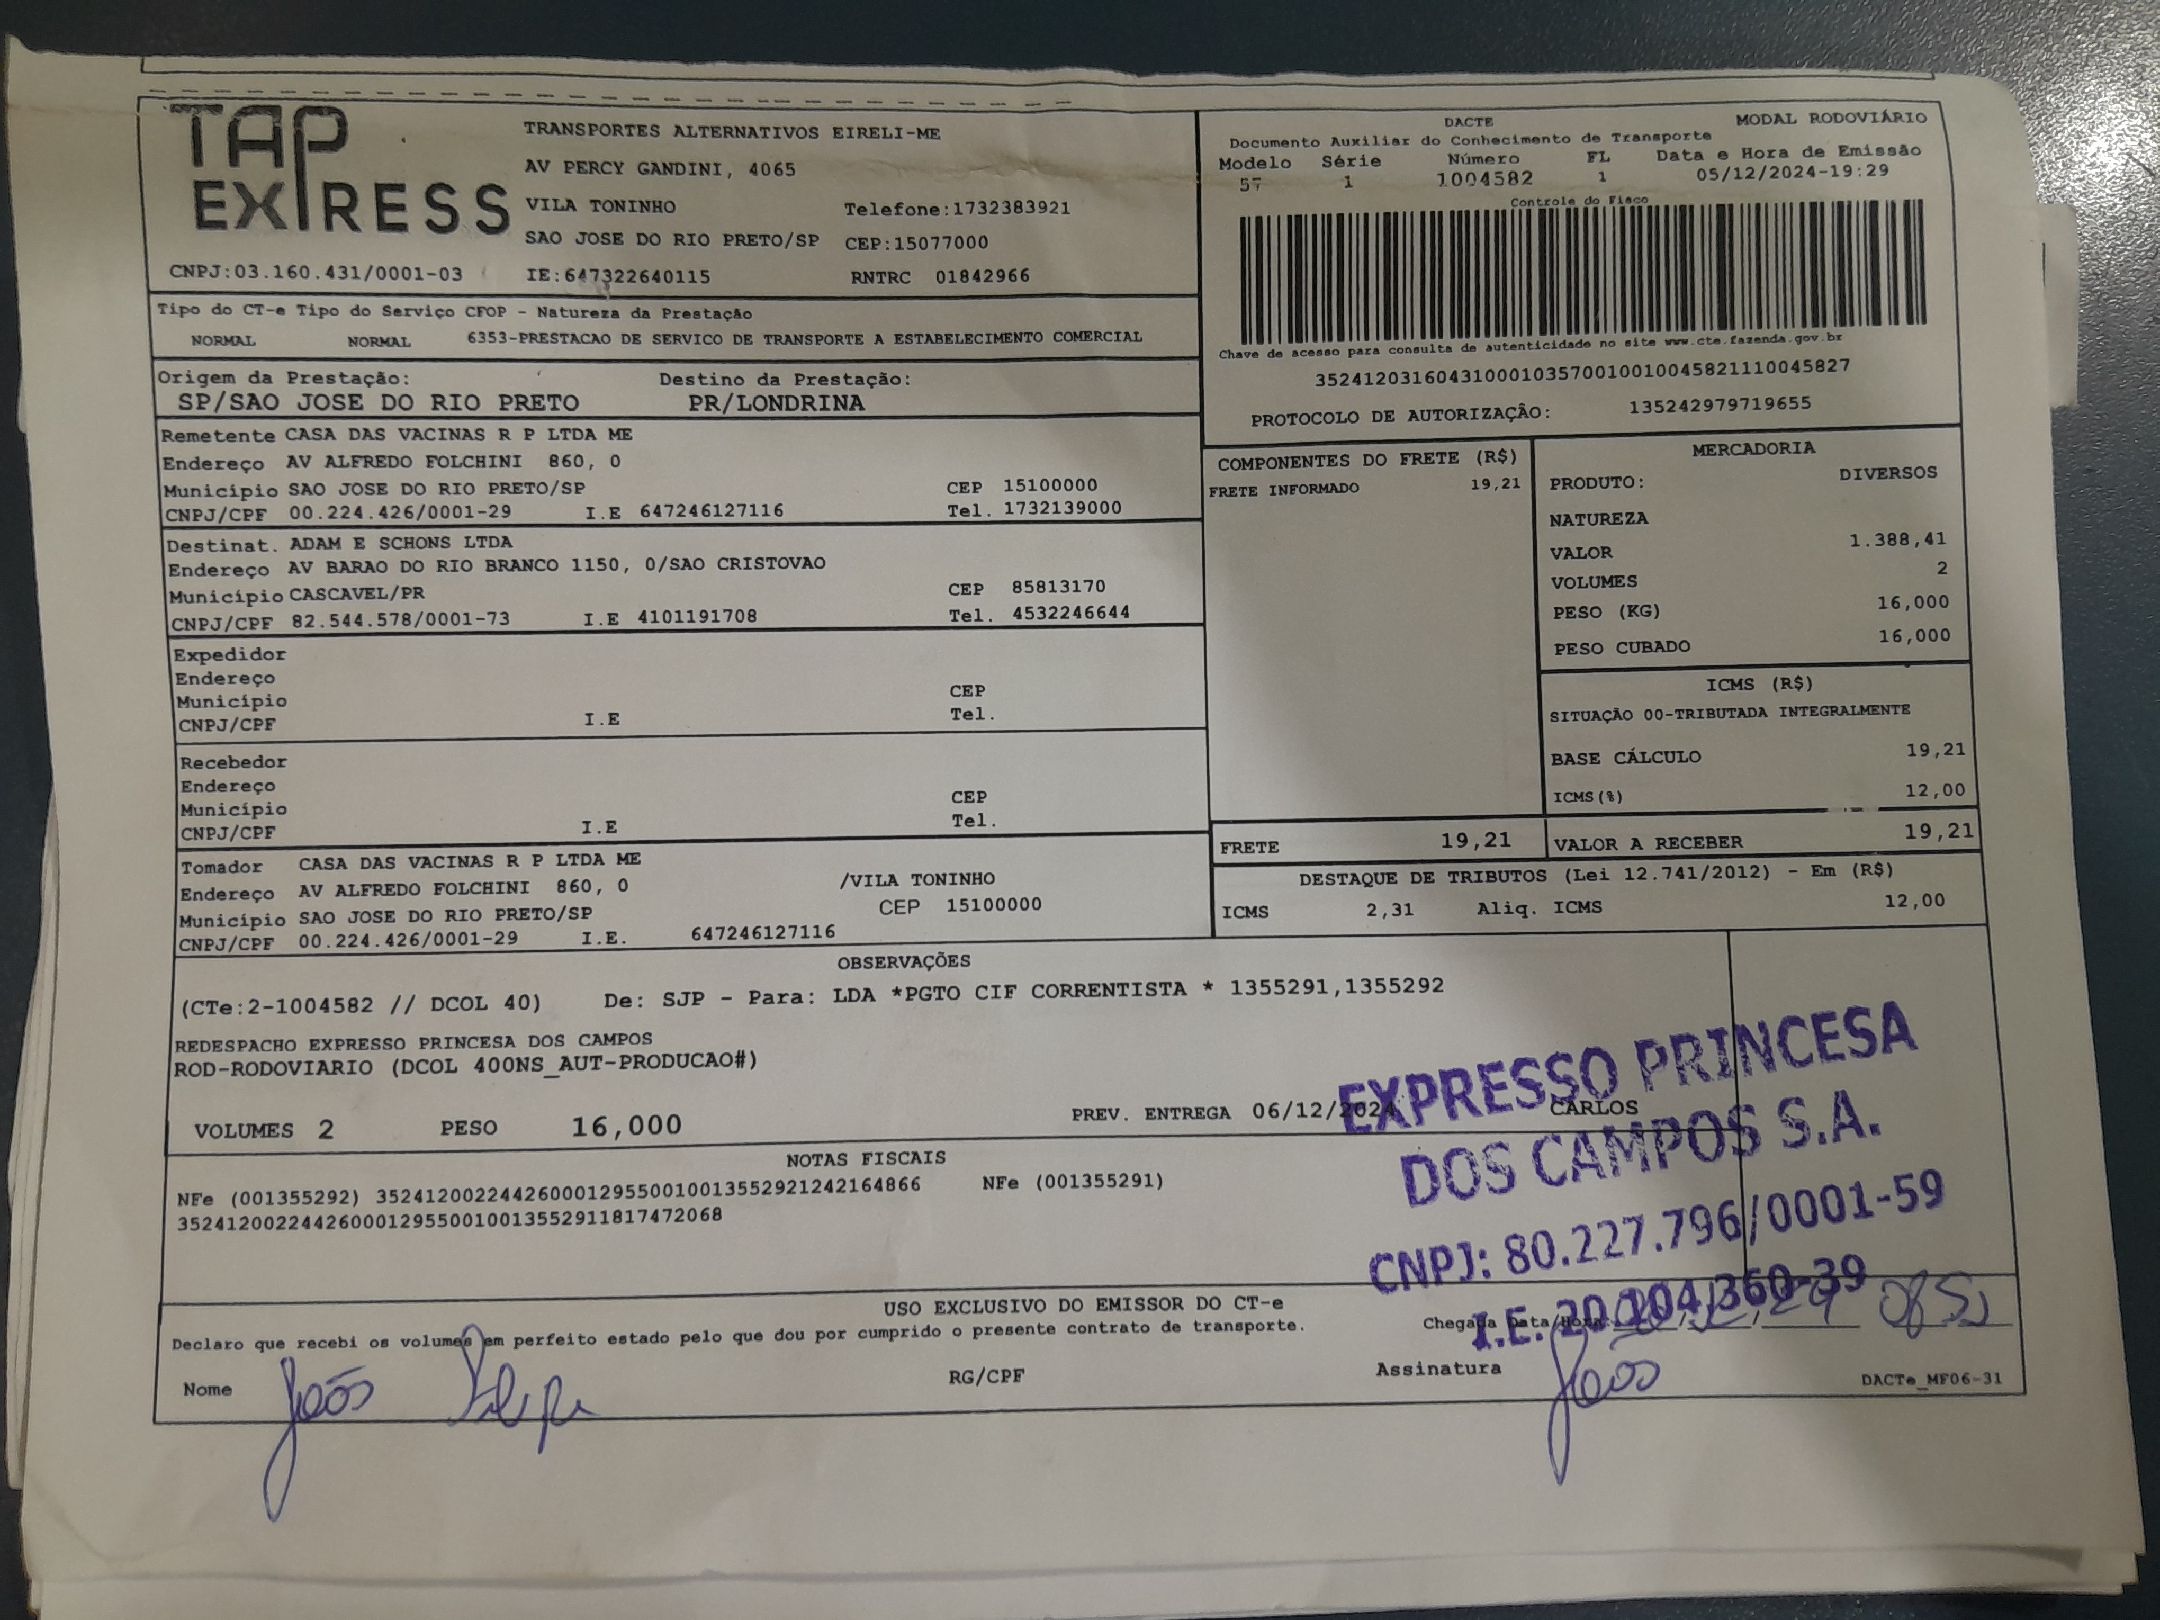 TAP EXPRESS
TRANSPORTES ALTERNATIVOS EIRELI-ME
AV PERCY GANDINI, 4065
VILA TONINHO Telefone:1732383921
SAO JOSE DO RIO PRETO/SP CEP:15077000
CNPJ:03.160.431/0001-03 IE:647322640115 RNTRC 01842966
DACTE MODAL RODOVIÁRIO
Documento Auxiliar do Conhecimento de Transporte
Modelo Série Número FL Data e Hora de Emissão
57 1 1004582 1 05/12/2024-19:29
Controle do Fisco
Chave de acesso para consulta de autenticidade no site www.cte.fazenda.gov.br
35241203160431000103570010010045821110045827
PROTOCOLO DE AUTORIZAÇÃO: 135242979719655
Tipo do CT-e Tipo do Serviço CFOP - Natureza da Prestação
NORMAL NORMAL 6353-PRESTACAO DE SERVICO DE TRANSPORTE A ESTABELECIMENTO COMERCIAL
Origem da Prestação: Destino da Prestação:
SP/SAO JOSE DO RIO PRETO PR/LONDRINA
Remetente CASA DAS VACINAS R P LTDA ME
Endereço AV ALFREDO FOLCHINI 860, 0
Município SAO JOSE DO RIO PRETO/SP CEP 15100000
CNPJ/CPF 00.224.426/0001-29 I.E 647246127116 Tel. 1732139000
Destinat. ADAM E SCHONS LTDA
Endereço AV BARAO DO RIO BRANCO 1150, 0/SAO CRISTOVAO
Município CASCAVEL/PR CEP 85813170
CNPJ/CPF 82.544.578/0001-73 I.E 4101191708 Tel. 4532246644
Expedidor
Endereço
Município CEP
CNPJ/CPF I.E Tel.
Recebedor
Endereço
Município CEP
CNPJ/CPF I.E Tel.
Tomador CASA DAS VACINAS R P LTDA ME
Endereço AV ALFREDO FOLCHINI 860, 0 /VILA TONINHO
Município SAO JOSE DO RIO PRETO/SP CEP 15100000
CNPJ/CPF 00.224.426/0001-29 I.E. 647246127116
COMPONENTES DO FRETE (R$)
FRETE INFORMADO 19,21
MERCADORIA
PRODUTO: DIVERSOS
NATUREZA
VALOR 1.388,41
VOLUMES 2
PESO (KG) 16,000
PESO CUBADO 16,000
ICMS (R$)
SITUAÇÃO 00-TRIBUTADA INTEGRALMENTE
BASE CÁLCULO 19,21
ICMS(%) 12,00
FRETE 19,21 VALOR A RECEBER 19,21
DESTAQUE DE TRIBUTOS (Lei 12.741/2012) - Em (R$)
ICMS 2,31 Aliq. ICMS 12,00
OBSERVAÇÕES
(CTe:2-1004582 // DCOL 40) De: SJP - Para: LDA *PGTO CIF CORRENTISTA * 1355291,1355292
REDESPACHO EXPRESSO PRINCESA DOS CAMPOS
ROD-RODOVIARIO (DCOL 400NS_AUT-PRODUCAO#)
VOLUMES 2 PESO 16,000 PREV. ENTREGA 06/12/2024 CARLOS
EXPRESSO PRINCESA
DOS CAMPOS S.A.
CNPJ: 80.227.796/0001-59
I.E. 20.104.360-39
NOTAS FISCAIS
NFe (001355292) 35241200224426000129550010013552921242164866 NFe (001355291)
35241200224426000129550010013552911817472068
USO EXCLUSIVO DO EMISSOR DO CT-e
Declaro que recebi os volumes em perfeito estado pelo que dou por cumprido o presente contrato de transporte. Chegada Data/Hora:
Nome João Felipe RG/CPF Assinatura João
DACTe_MF06-31